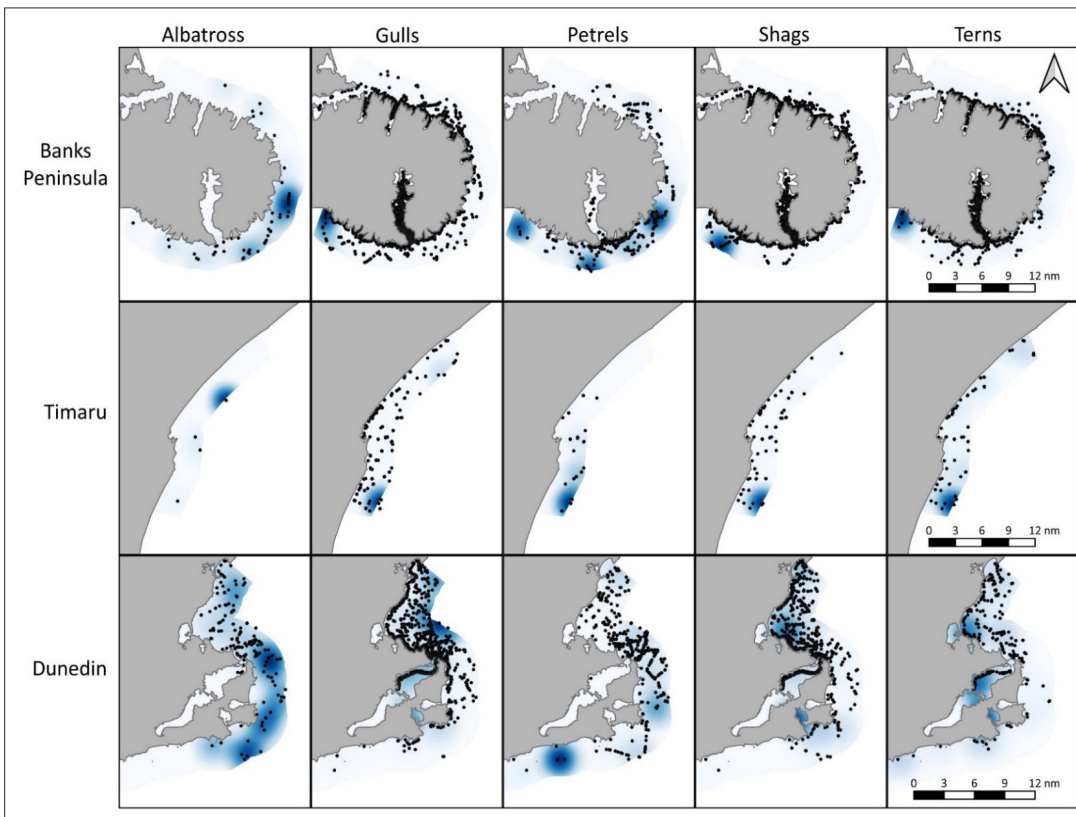 Albatross Gulls Petrels Shags Terns
Banks
Peninsula
0 3 6 9 12 nm
Timaru
0 3 6 9 12 nm
Dunedin
0 3 6 9 12 nm